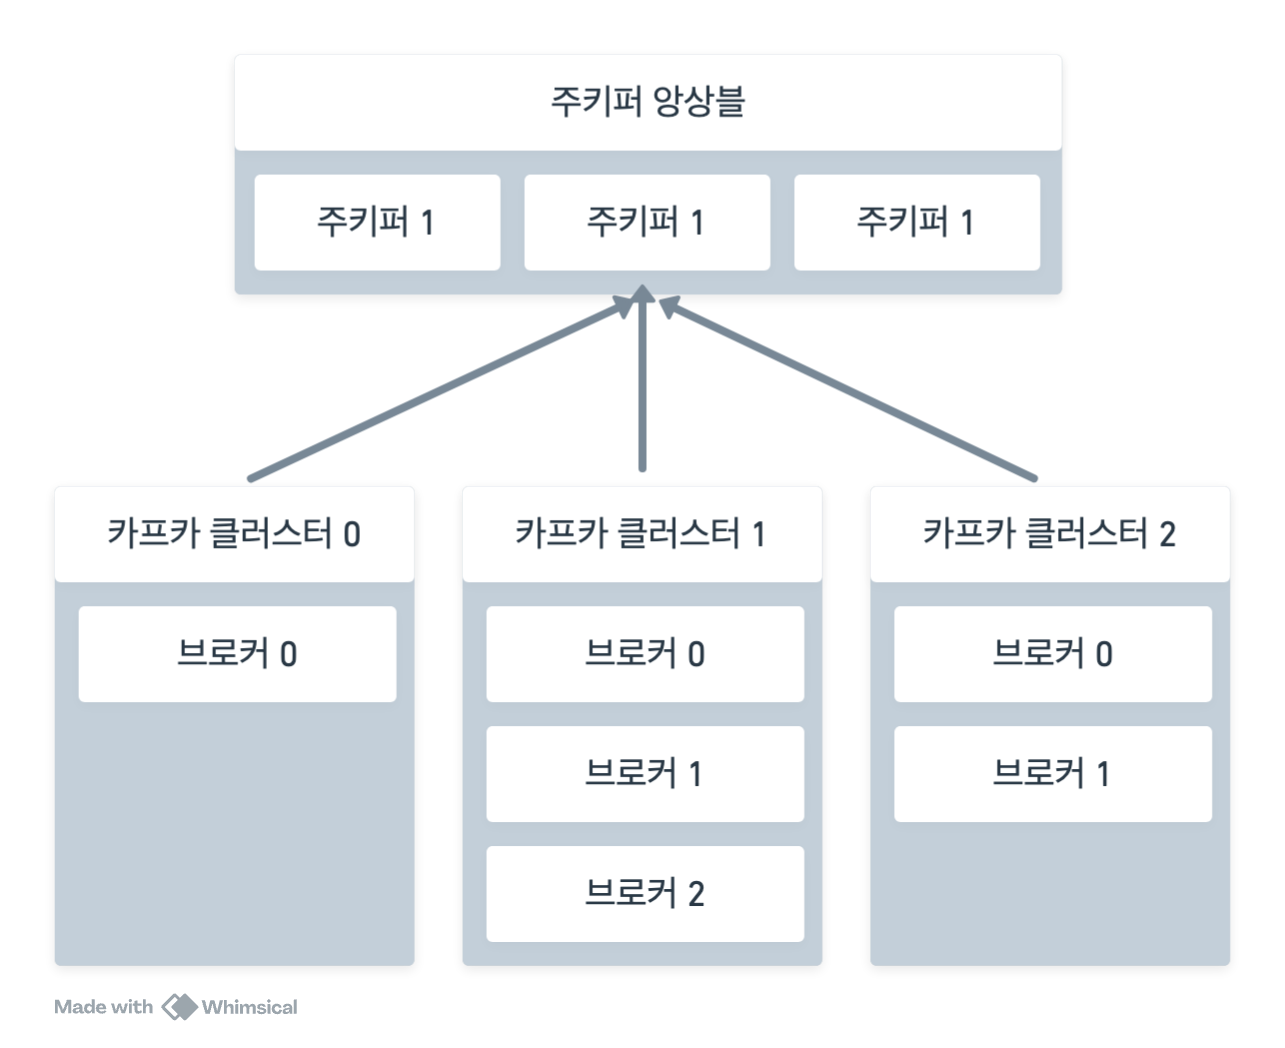 주키퍼 앙상블
주키퍼 1
주키퍼 1
주키퍼 1
카프카 클러스터 0
브로커 0
카프카 클러스터 1
브로커 0
브로커 1
브로커 2
카프카 클러스터 2
브로커 0
브로커 1
Made with Whimsical